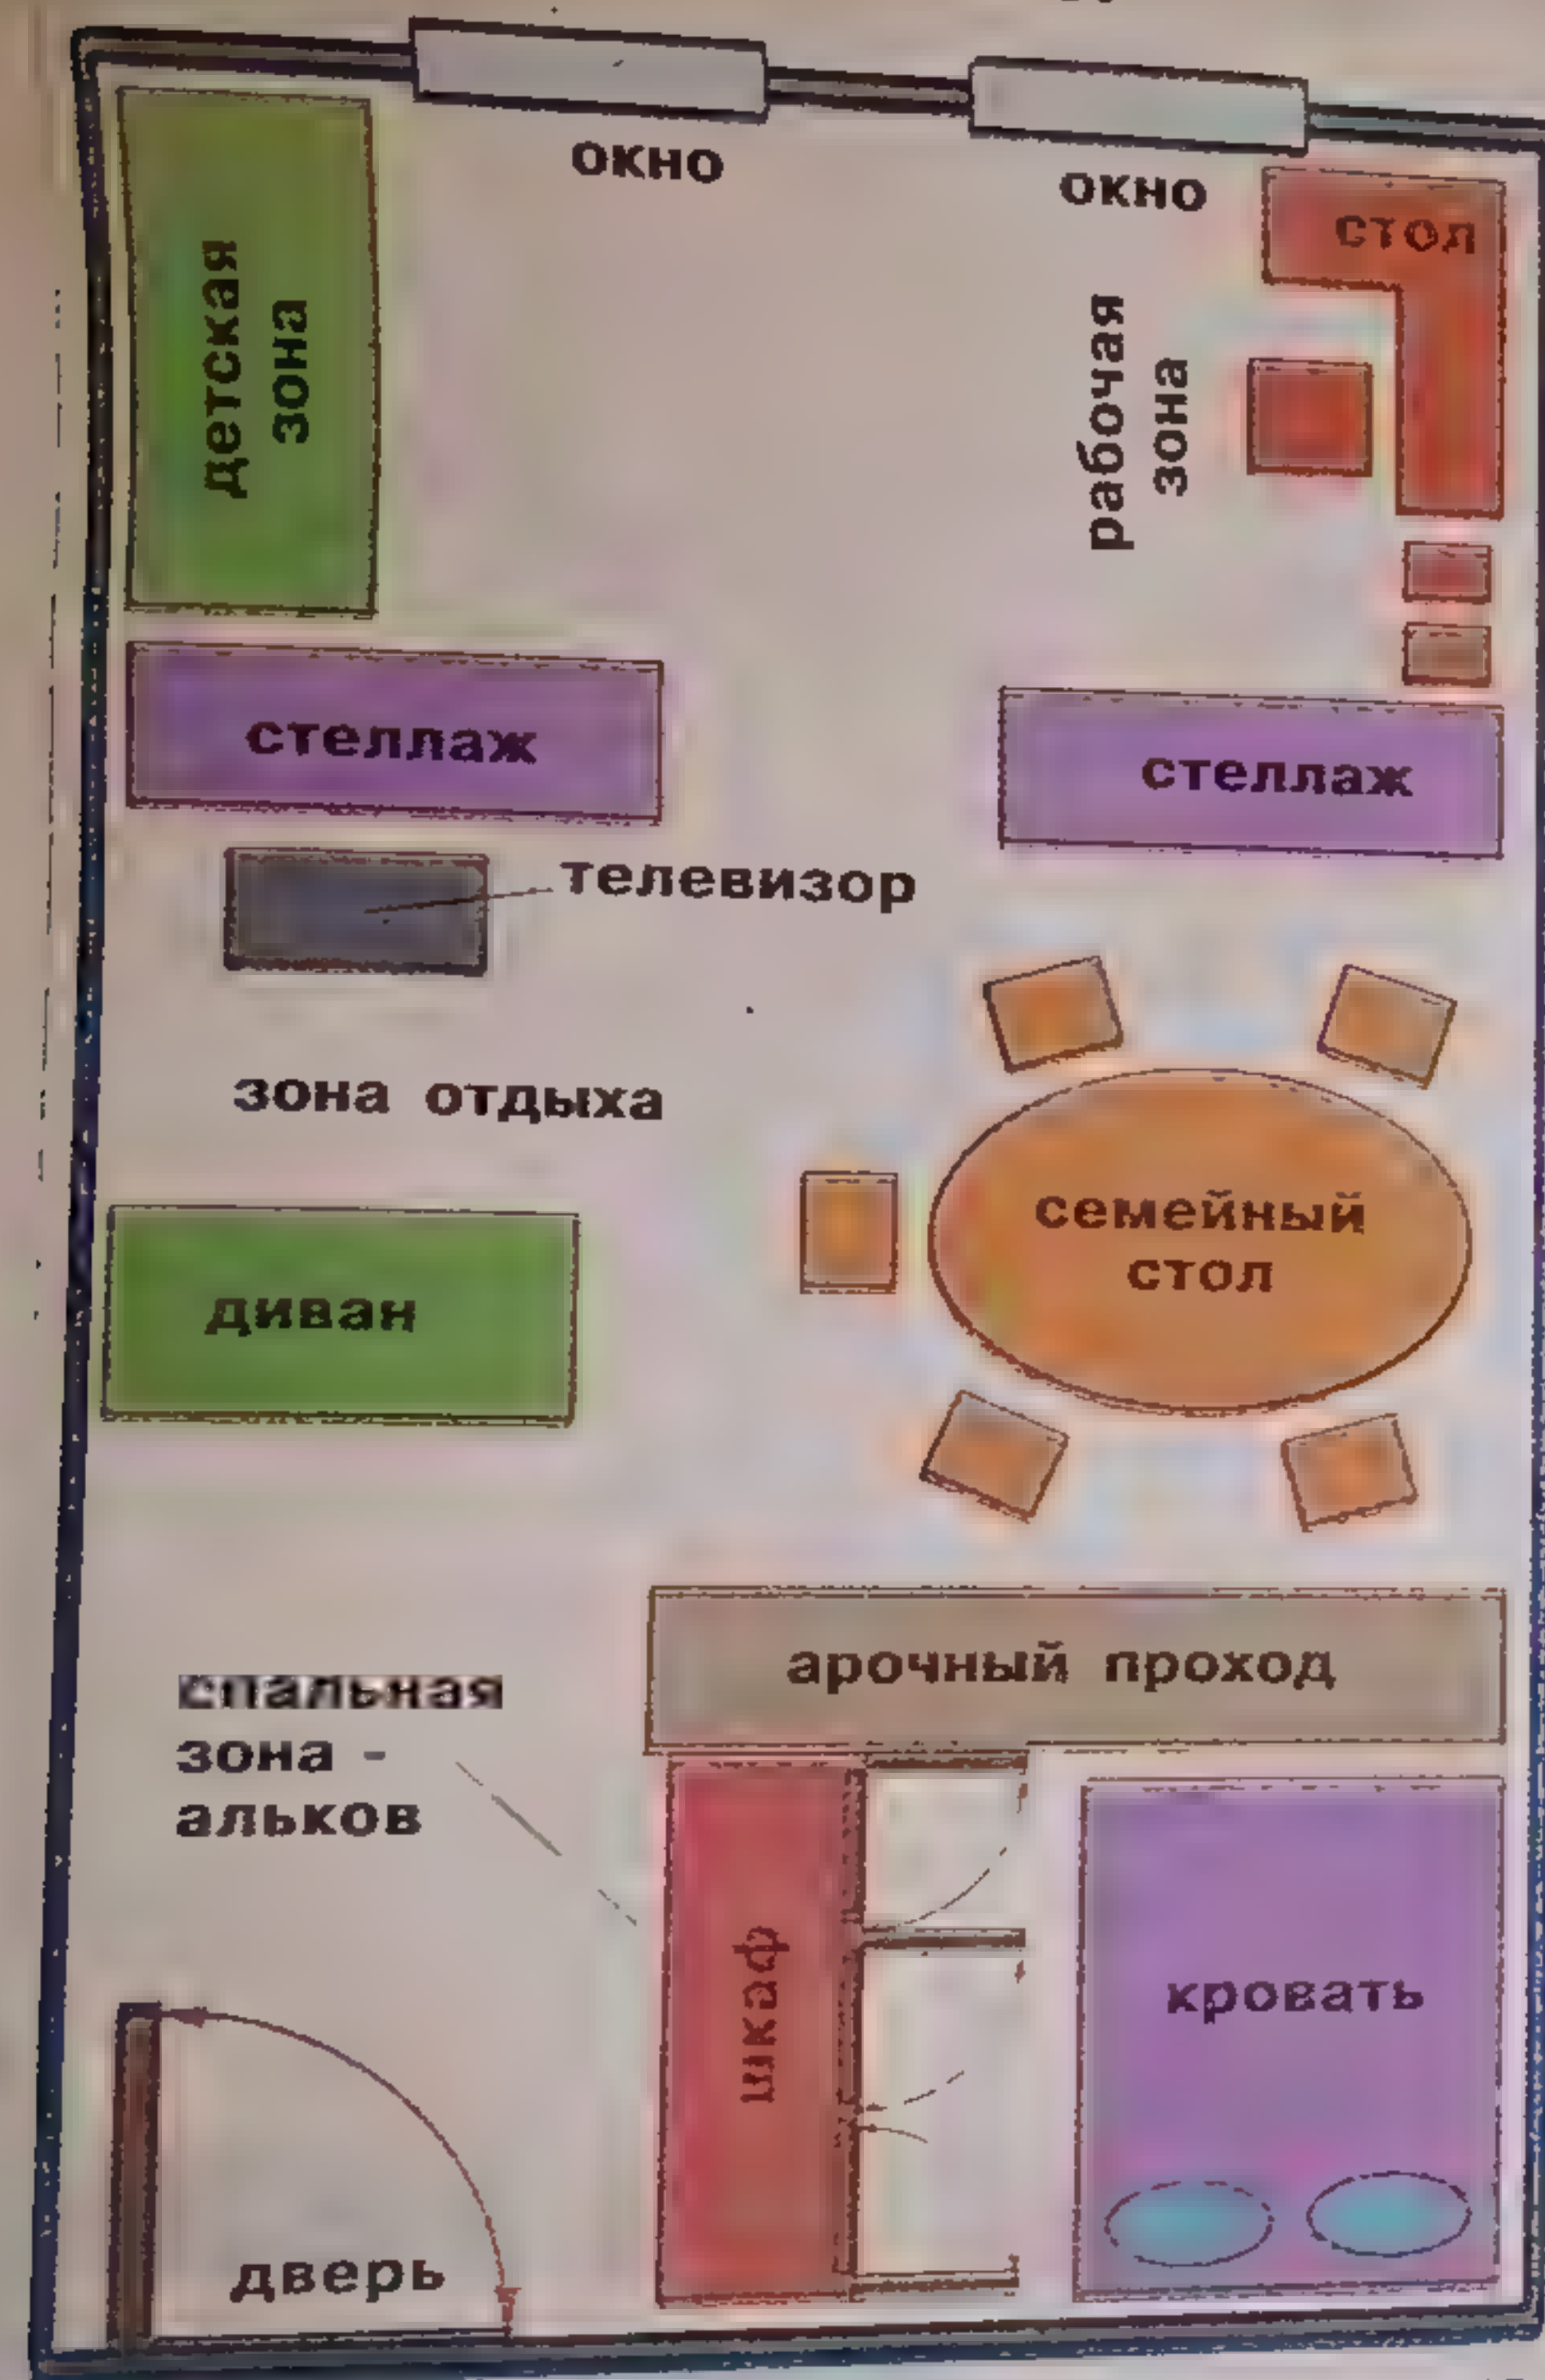 окно
окно
стол
детская
зона
рабочая
зона
стеллаж
стеллаж
телевизор
зона отдыха
семейный
стол
диван
арочный проход
спальная
зона -
альков
шкаф
кровать
дверь